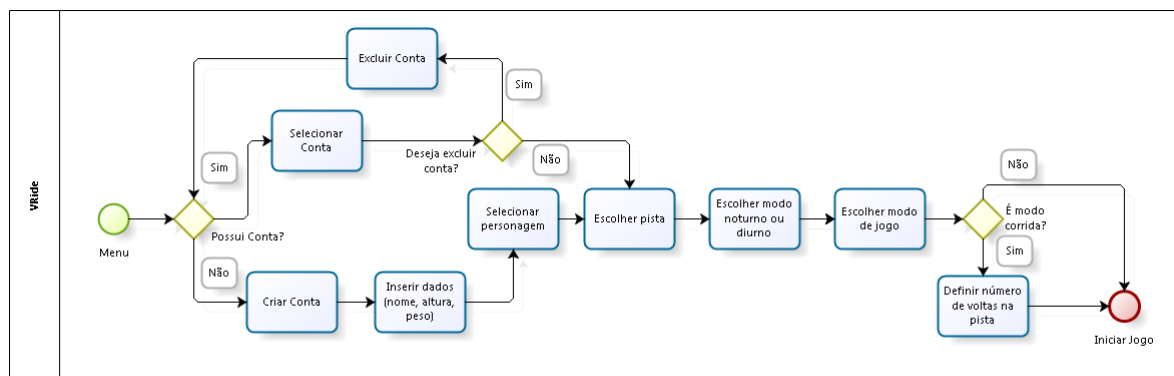 VRide
Menu
Possui Conta?
Sim
Não
Excluir Conta
Selecionar
Conta
Deseja excluir
conta?
Sim
Não
Criar Conta
Inserir dados
(nome, altura,
peso)
Selecionar
personagem
Escolher pista
Escolher modo
noturno ou
diurno
Escolher modo
de jogo
É modo
corrida?
Não
Sim
Definir número
de voltas na
pista
Iniciar Jogo